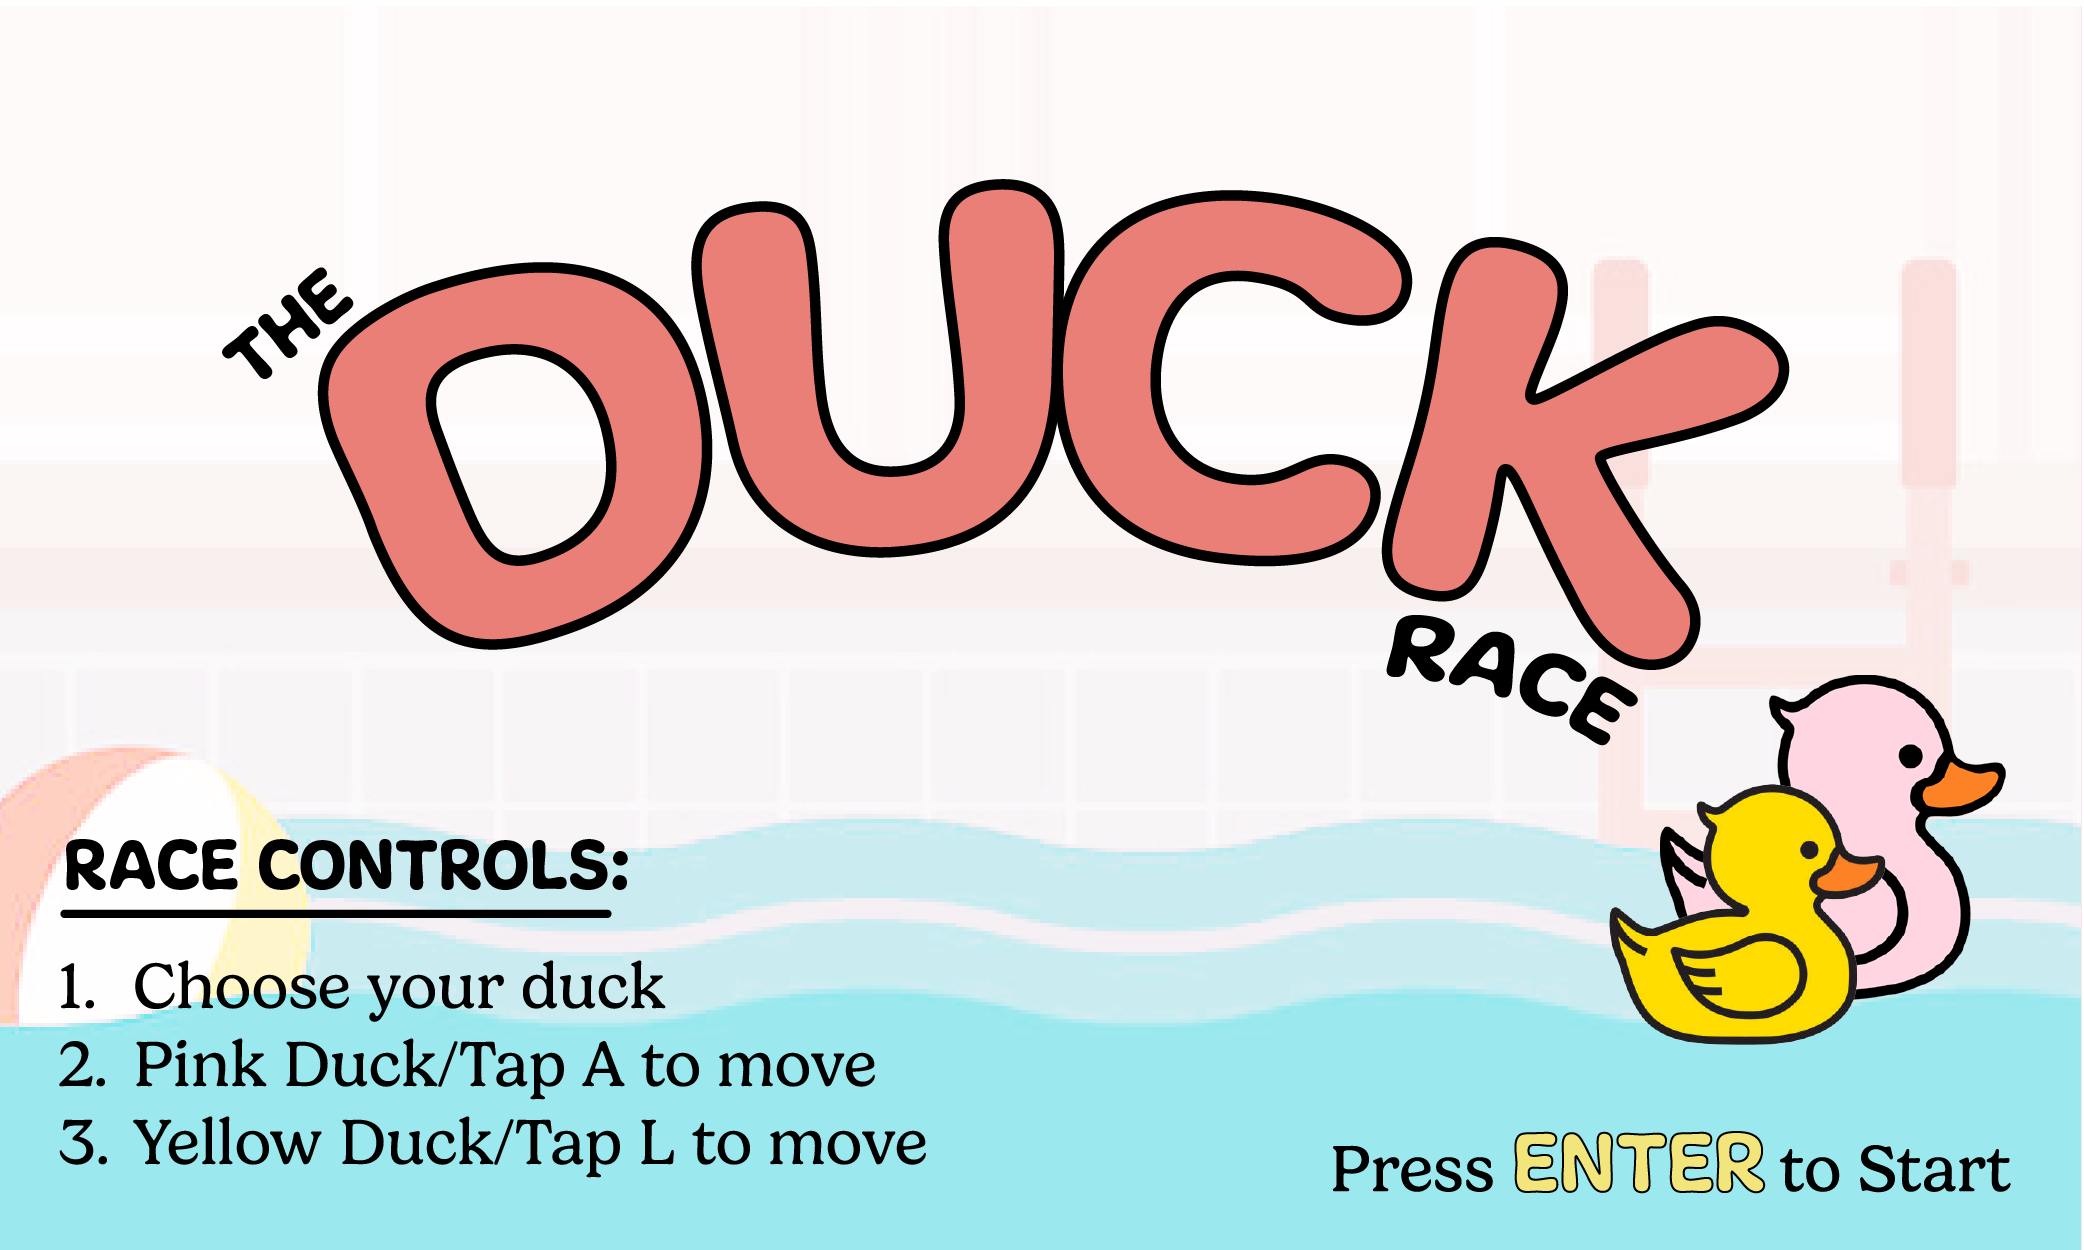 THE
DUCK
RACE
RACE CONTROLS:
1. Choose your duck
2. Pink Duck/Tap A to move
3. Yellow Duck/Tap L to move
Press ENTER to Start